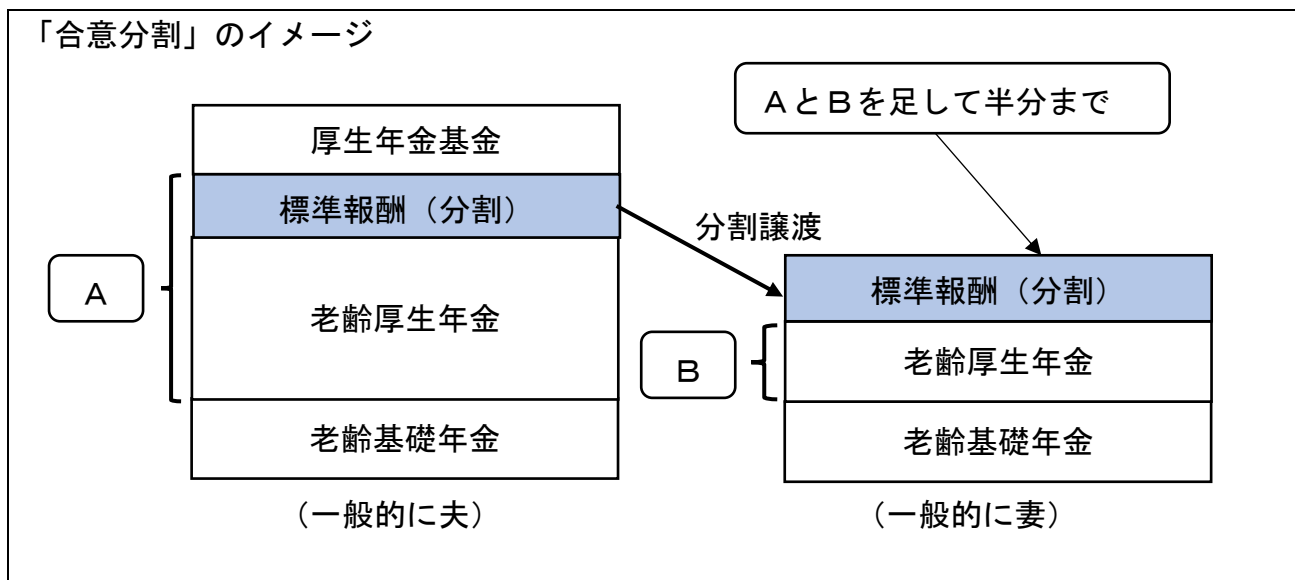 「合意分割」のイメージ
AとBを足して半分まで
厚生年金基金
標準報酬（分割）
分割譲渡
A
老齢厚生年金
老齢基礎年金
（一般的に夫）
標準報酬（分割）
B
老齢厚生年金
老齢基礎年金
（一般的に妻）